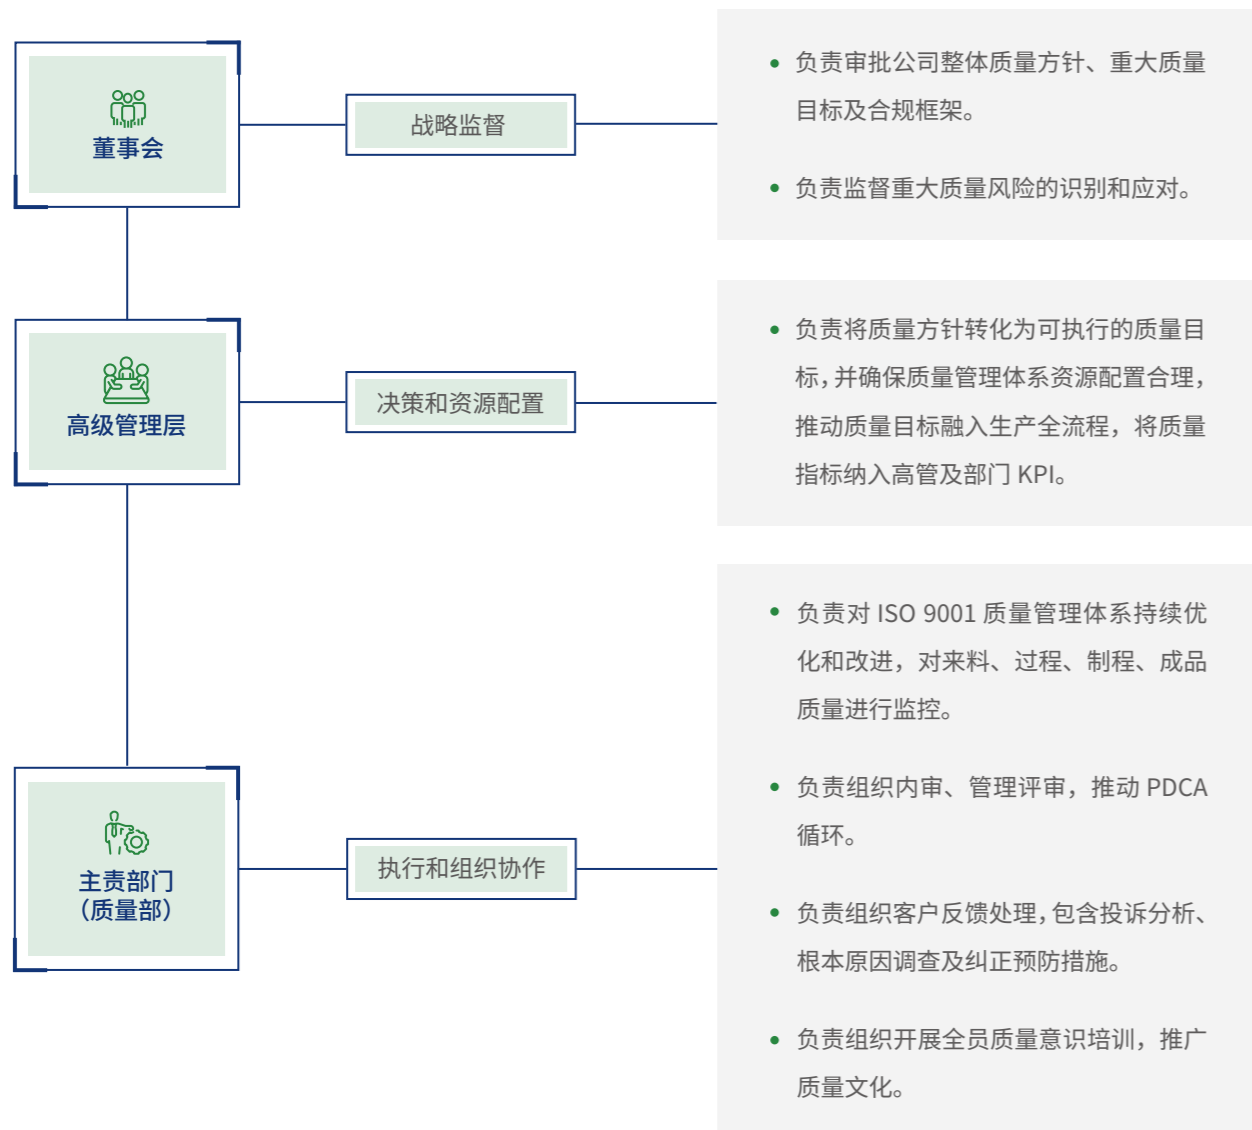 董事会
战略监督
负责审批公司整体质量方针、重大质量
目标及合规框架。
负责监督重大质量风险的识别和应对。
高级管理层
决策和资源配置
负责将质量方针转化为可执行的质量目
标，并确保质量管理体系资源配置合理，
推动质量目标融入生产全流程，将质量
指标纳入高管及部门 KPI。
主责部门
（质量部）
执行和组织协作
负责对 ISO 9001 质量管理体系持续优
化和改进，对来料、过程、制程、成品
质量进行监控。
负责组织内审、管理评审，推动 PDCA
循环。
负责组织客户反馈处理，包含投诉分析、
根本原因调查及纠正预防措施。
负责组织开展全员质量意识培训，推广
质量文化。